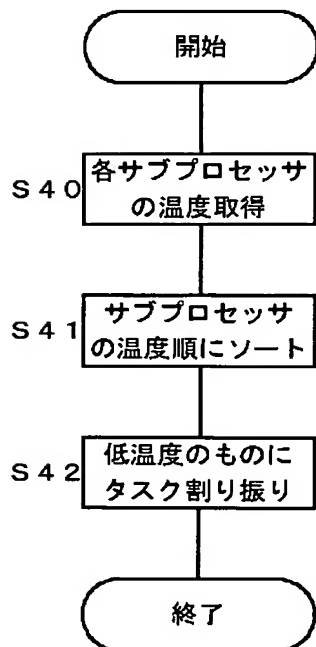 開始
S40 各サブプロセッサ
の温度取得
S41 サブプロセッサ
の温度順にソート
S42 低温度のものに
タスク割り振り
終了